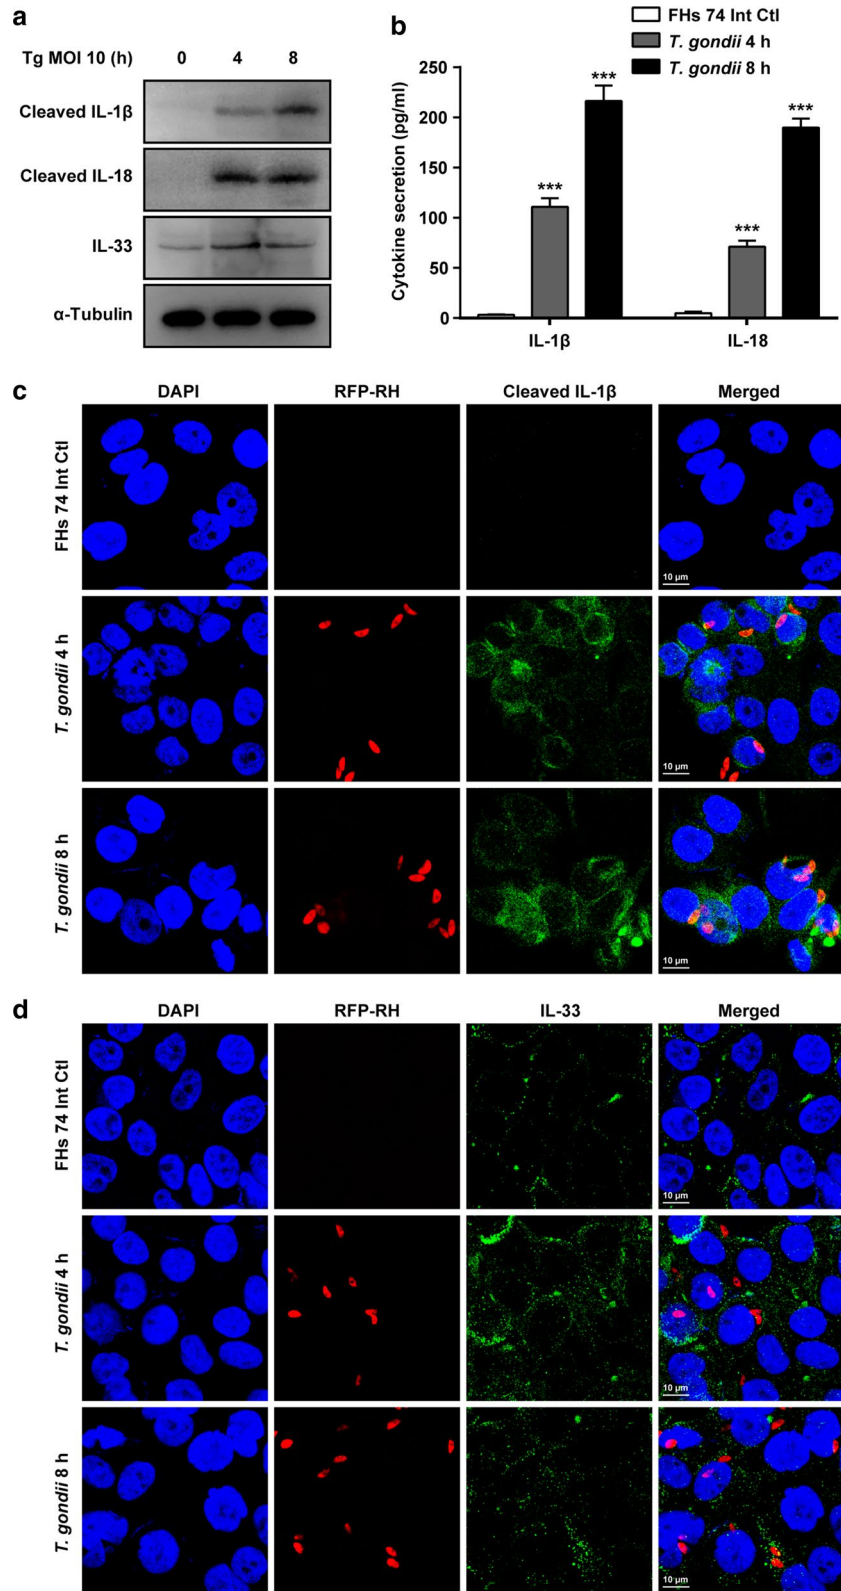 a
Tg MOI 10 (h) 0 4 8
Cleaved IL-1β
Cleaved IL-18
IL-33
α-Tubulin
b
FHs 74 Int Ctl
T. gondii 4 h
T. gondii 8 h
Cytokine secretion (pg/ml)
250
200
150
100
50
0
*** *** *** ***
IL-1β IL-18
c
DAPI RFP-RH Cleaved IL-1β Merged
FHs 74 Int Ctl
10 µm
T. gondii 4 h
10 µm
T. gondii 8 h
10 µm
d
DAPI RFP-RH IL-33 Merged
FHs 74 Int Ctl
10 µm
T. gondii 4 h
10 µm
T. gondii 8 h
10 µm